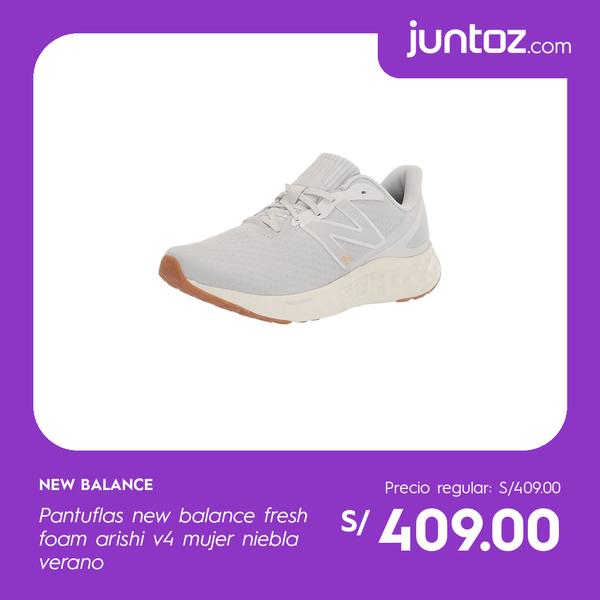 juntoz.com
NEW BALANCE
Pantuflas new balance fresh
foam arishi v4 mujer niebla
verano
Precio regular: S/409.00
S/ 409.00